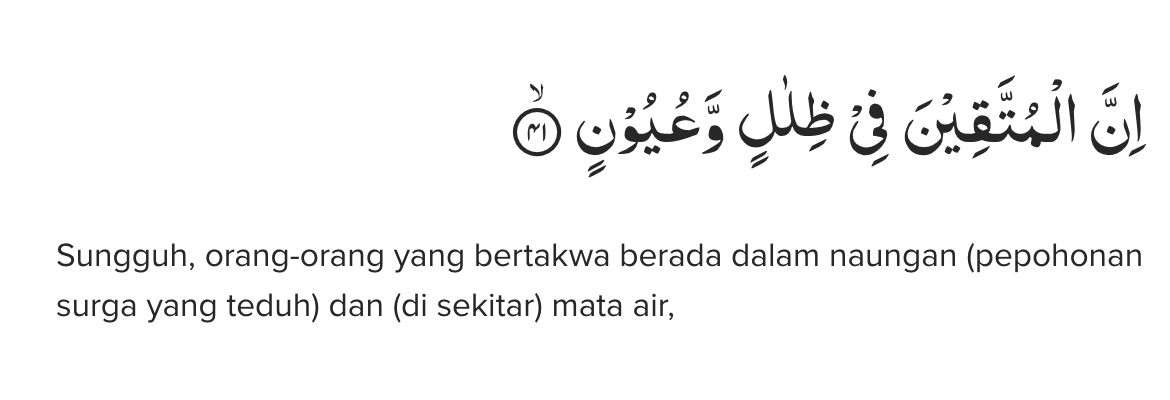 اِنَّ الْمُتَّقِيْنَ فِيْ ظِلٰلٍ وَّعُيُوْنٍۙ ٤١
Sungguh, orang-orang yang bertakwa berada dalam naungan (pepohonan
surga yang teduh) dan (di sekitar) mata air,